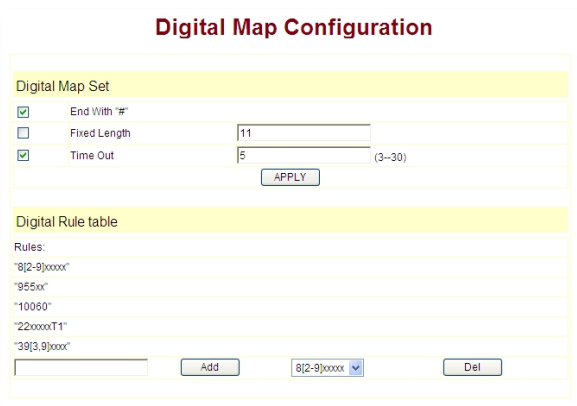 Digital Map Configuration
Digital Map Set
End With "#"
Fixed Length 11
Time Out 5 (3--30)
APPLY
Digital Rule table
Rules:
"8[2-9]xxxxx"
"955xx"
"10060"
"22xxxxxT1"
"39[3,9]xxxx"
Add 8[2-9]xxxxx Del